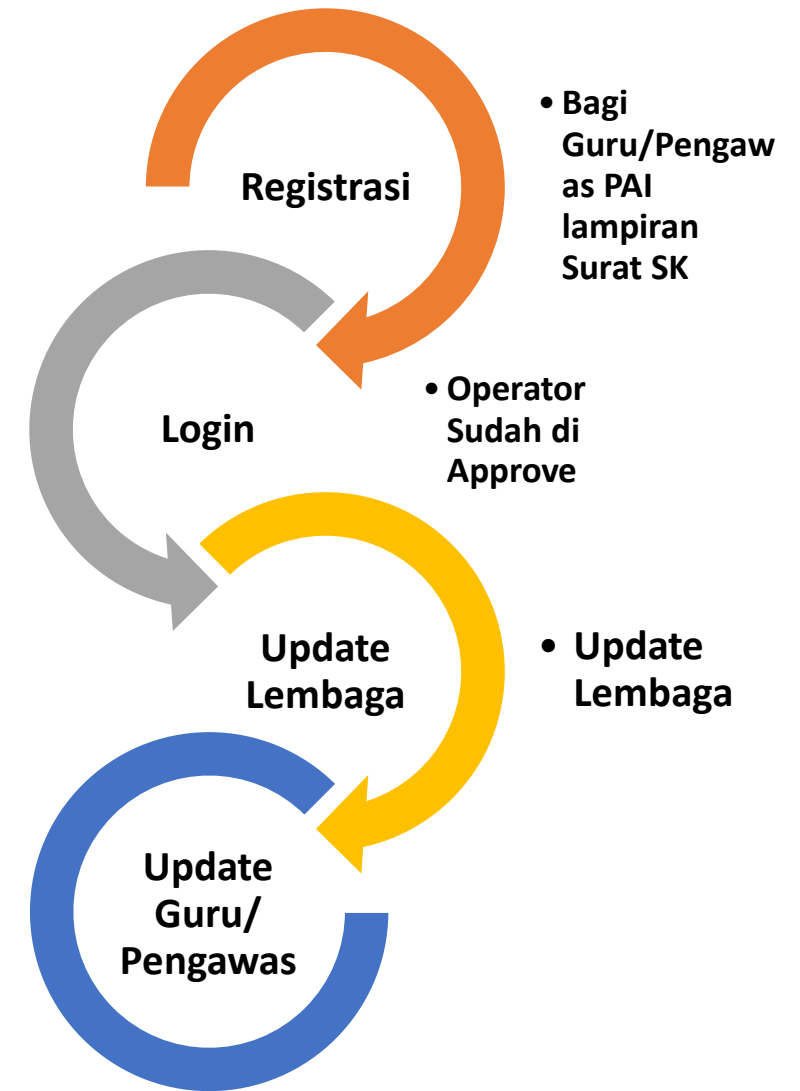 Registrasi
• Bagi
Guru/Pengaw
as PAI
lampiran
Surat SK
Login
• Operator
Sudah di
Approve
Update
Lembaga
• Update
Lembaga
Update
Guru/
Pengawas